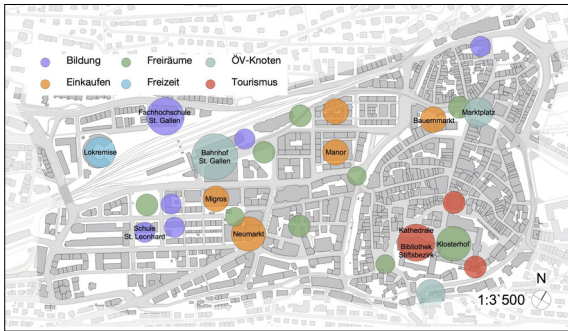 Bildung
Freiräume
ÖV-Knoten
Einkaufen
Freizeit
Tourismus
Fachhochschule
St. Gallen
Bauernmarkt
Marktplatz
Lokremise
Bahnhof
St. Gallen
Manor
Migros
Schule
St. Leonhard
Neumarkt
Kathedrale
Bibliothek
Stiftsbezirk
Klosterhof
N
1:3`500